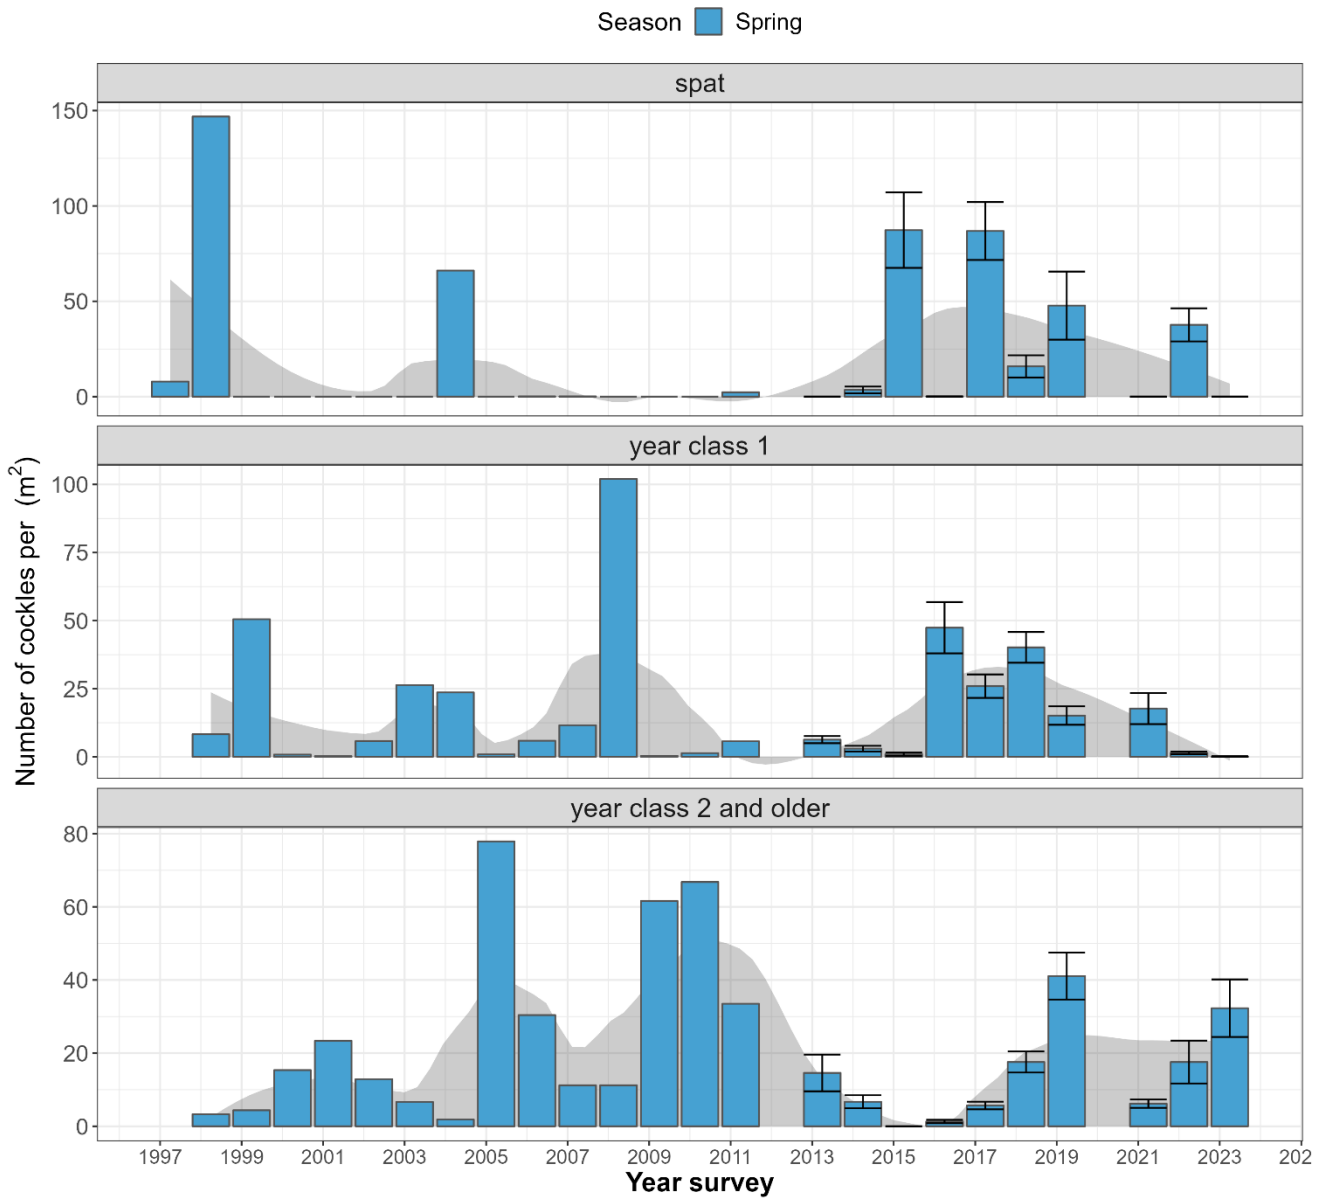 Season Spring
spat
150
100
50
0
year class 1
100
75
50
25
0
Number of cockles per (m²)
year class 2 and older
80
60
40
20
0
1997 1999 2001 2003 2005 2007 2009 2011 2013 2015 2017 2019 2021 2023 202
Year survey